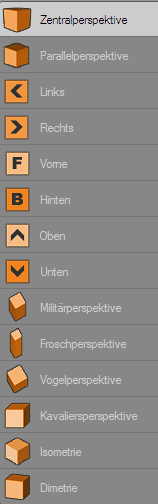 Zentralperspektive
Parallelperspektive
Links
Rechts
F Vorne
B Hinten
Oben
Unten
Militärperspektive
Froschperspektive
Vogelperspektive
Kavaliersperspektive
Isometrie
Dimetrie